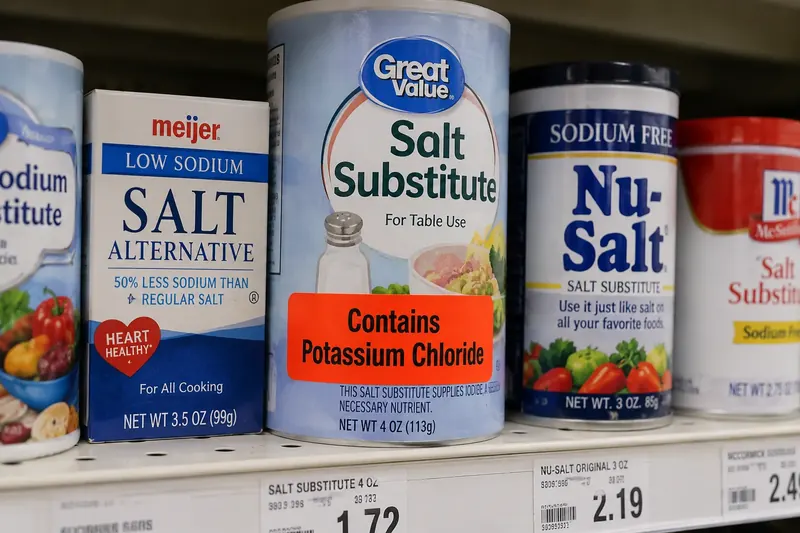 odium
titute
meijer
LOW SODIUM
SALT
ALTERNATIVE
50% LESS SODIUM THAN
REGULAR SALT
®
HEART
HEALTHY
For All Cooking
NET WT 3.5 OZ (99g)
Great
Value
Salt
Substitute
For Table Use
Contains
Potassium Chloride
THIS SALT SUBSTITUTE SUPPLIES IODIDE, A
NECESSARY NUTRIENT.
NET WT 4 OZ (113g)
SODIUM FREE
Nu-
Salt
SALT SUBSTITUTE
Use it just like salt on
all your favorite foods.
NET WT. 3 OZ. 85g
Mc
Salt
Substitu
Sodium Fre
NET WT 2.75 OZ
SALT SUBSTITUTE 4 OZ
1.72
NU-SALT ORIGINAL 3 OZ
2.19
2.49